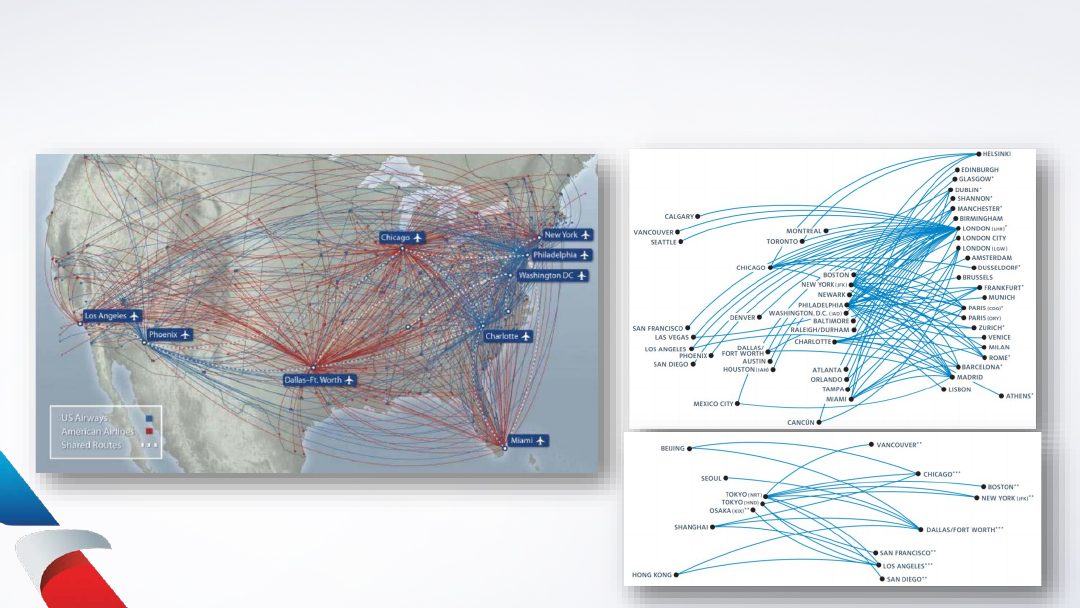 Chicago
New York
Philadelphia
Washington DC
Los Angeles
Phoenix
Charlotte
Dallas–Ft. Worth
Miami
US Airways
American Airlines
Shared Routes
HELSINKI
EDINBURGH
GLASGOW*
DUBLIN*
SHANNON*
MANCHESTER*
BIRMINGHAM
LONDON (LHR)*
LONDON CITY
LONDON (LGW)
AMSTERDAM
DUSSELDORF*
BRUSSELS
FRANKFURT*
MUNICH
PARIS (CDG)*
PARIS (ORY)
ZURICH*
VENICE
MILAN
ROME*
BARCELONA*
MADRID
LISBON
ATHENS*
CALGARY
VANCOUVER
SEATTLE
MONTREAL
TORONTO
CHICAGO
BOSTON
NEW YORK (JFK)
NEWARK
PHILADELPHIA
WASHINGTON, D.C. (IAD)
BALTIMORE
RALEIGH/DURHAM
CHARLOTTE
DENVER
SAN FRANCISCO
LAS VEGAS
LOS ANGELES
PHOENIX
SAN DIEGO
DALLAS/
FORT WORTH
AUSTIN
HOUSTON (IAH)
ATLANTA
ORLANDO
TAMPA
MIAMI
MEXICO CITY
CANCÚN
BEIJING
SEOUL
TOKYO (NRT)
TOKYO (HND)
OSAKA (KIX)**
SHANGHAI
HONG KONG
VANCOUVER**
CHICAGO***
BOSTON**
NEW YORK (JFK)**
DALLAS/FORT WORTH***
SAN FRANCISCO**
LOS ANGELES***
SAN DIEGO**